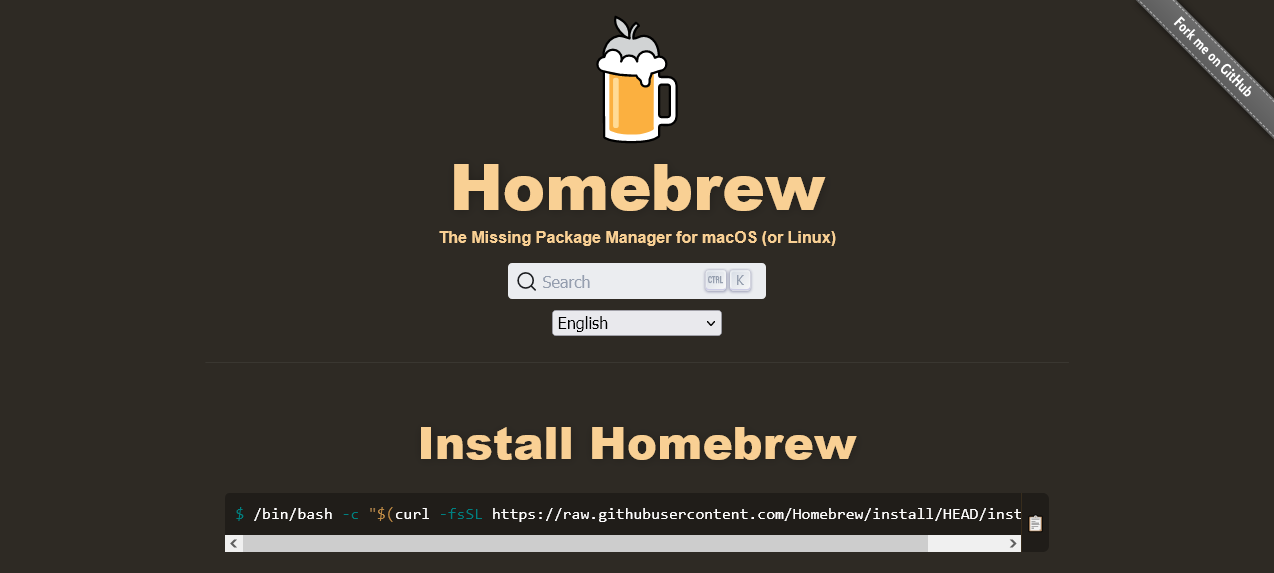 Fork me on GitHub
Homebrew
The Missing Package Manager for macOS (or Linux)
Search CTRL K
English
Install Homebrew
$ /bin/bash -c "$(curl -fsSL https://raw.githubusercontent.com/Homebrew/install/HEAD/inst